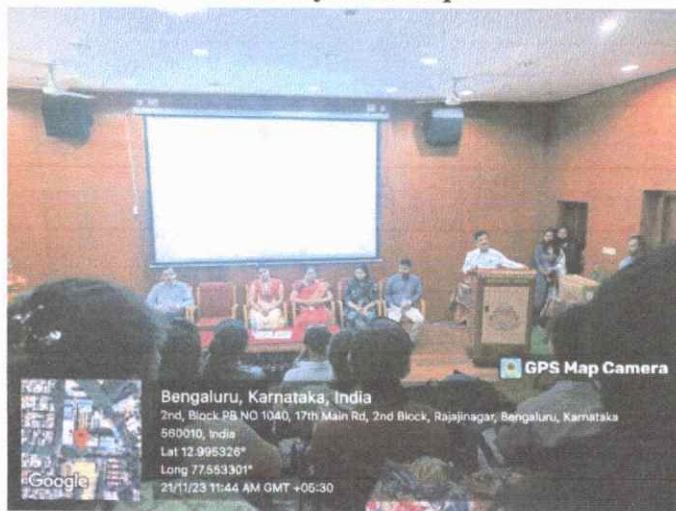 GPS Map Camera
Bengaluru, Karnataka, India
2nd, Block PB NO 1040, 17th Main Rd, 2nd Block, Rajajinagar, Bengaluru, Karnataka
560010, India
Lat 12.995326°
Long 77.553301°
21/11/23 11:44 AM GMT +05:30
Google